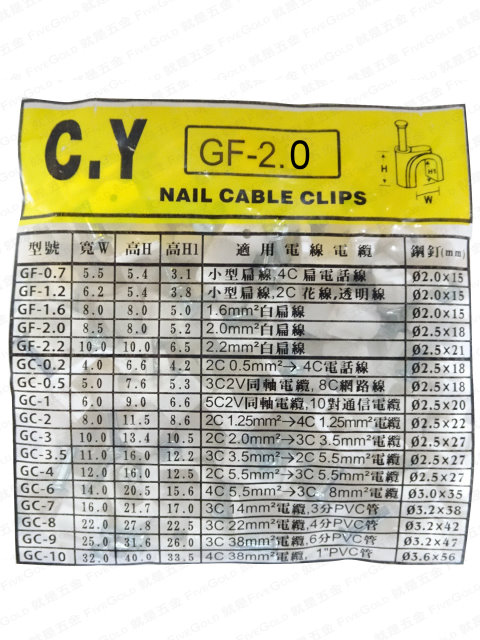 C.Y
GF-2.0
NAIL CABLE CLIPS
H
H1
W
型號 寬W 高H 高H1 適用電線電纜 鋼釘(mm)
GF-0.7 5.5 5.4 3.1 小型扁線,4C扁電話線 Ø2.0×15
GF-1.2 6.2 5.4 3.8 小型扁線,2C花線,透明線 Ø2.0×15
GF-1.6 8.0 8.0 5.0 1.6mm²白扁線 Ø2.0×15
GF-2.0 8.5 8.0 5.2 2.0mm²白扁線 Ø2.5×18
GF-2.2 10.0 10.0 6.5 2.2mm²白扁線 Ø2.5×21
GC-0.2 4.0 6.6 4.2 2C 0.5mm²→4C電話線 Ø2.5×18
GC-0.5 5.0 7.6 5.3 3C2V同軸電纜,8C網路線 Ø2.5×18
GC-1 6.0 9.0 6.6 5C2V同軸電纜,10對通信電纜 Ø2.5×20
GC-2 8.0 11.5 8.6 2C 1.25mm²→4C 1.25mm²電纜 Ø2.5×22
GC-3 10.0 13.4 10.5 2C 2.0mm²→3C 3.5mm²電纜 Ø2.5×27
GC-3.5 11.0 16.0 12.2 3C 3.5mm²→2C 5.5mm²電纜 Ø2.5×27
GC-4 12.0 16.0 12.5 2C 5.5mm²→3C 5.5mm²電纜 Ø2.5×27
GC-6 14.0 20.5 15.6 4C 5.5mm²→3C 8mm²電纜 Ø3.0×35
GC-7 16.0 21.7 17.0 3C 14mm²電纜,3分PVC管 Ø3.2×38
GC-8 22.0 27.8 22.5 3C 22mm²電纜,4分PVC管 Ø3.2×42
GC-9 25.0 31.6 26.0 3C 38mm²電纜,6分PVC管 Ø3.2×47
GC-10 32.0 40.9 33.5 4C 38mm²電纜, 1"PVC管 Ø3.6×56
FiveGold 就是五金